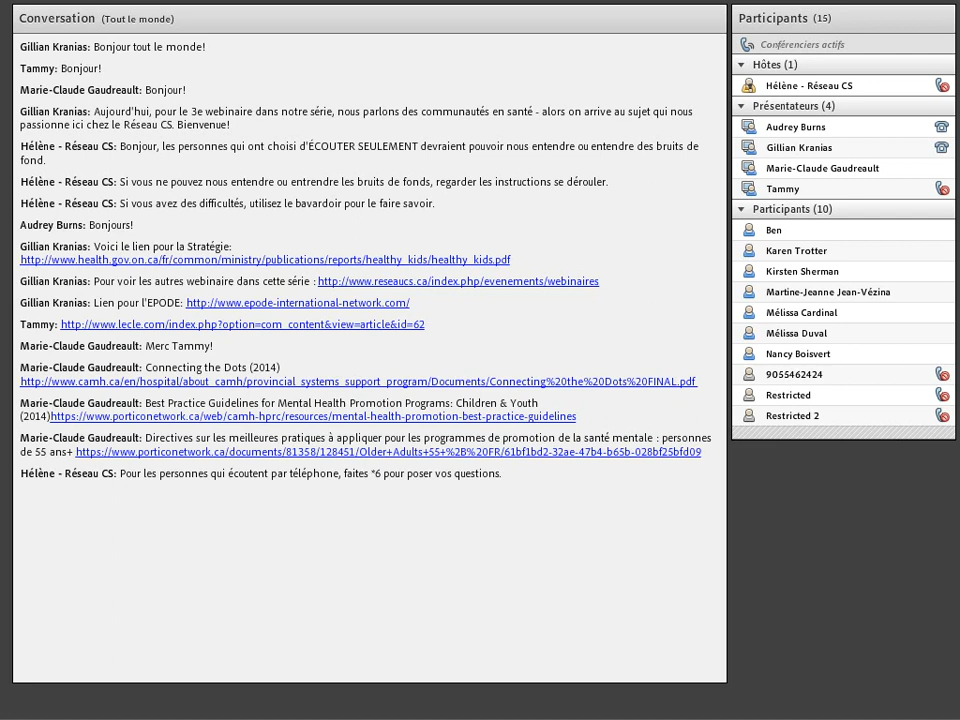 Conversation (Tout le monde)
Gillian Kranias: Bonjour tout le monde!
Tammy: Bonjour!
Marie-Claude Gaudreault: Bonjour!
Gillian Kranias: Aujourd'hui, pour le 3e webinaire dans notre série, nous parlons des communautés en santé - alors on arrive au sujet qui nous
passionne ici chez le Réseau CS. Bienvenue!
Hélène - Réseau CS: Bonjour, les personnes qui ont choisi d'ÉCOUTER SEULEMENT devraient pouvoir nous entendre ou entendre des bruits de
fond.
Hélène - Réseau CS: Si vous ne pouvez nous entendre ou entrendre les bruits de fonds, regarder les instructions se dérouler.
Hélène - Réseau CS: Si vous avez des difficultés, utilisez le bavardoir pour le faire savoir.
Audrey Burns: Bonjours!
Gillian Kranias: Voici le lien pour la Stratégie:
http://www.health.gov.on.ca/fr/common/ministry/publications/reports/healthy_kids/healthy_kids.pdf
Gillian Kranias: Pour voir les autres webinaire dans cette série : http://www.reseaucs.ca/index.php/evenements/webinaires
Gillian Kranias: Lien pour l'EPODE: http://www.epode-international-network.com/
Tammy: http://www.lecle.com/index.php?option=com_content&view=article&id=62
Marie-Claude Gaudreault: Merc Tammy!
Marie-Claude Gaudreault: Connecting the Dots (2014)
http://www.camh.ca/en/hospital/about_camh/provincial_systems_support_program/Documents/Connecting%20the%20Dots%20FINAL.pdf
Marie-Claude Gaudreault: Best Practice Guidelines for Mental Health Promotion Programs: Children & Youth
(2014)https://www.porticonetwork.ca/web/camh-hprc/resources/mental-health-promotion-best-practice-guidelines
Marie-Claude Gaudreault: Directives sur les meilleures pratiques à appliquer pour les programmes de promotion de la santé mentale : personnes
de 55 ans+ https://www.porticonetwork.ca/documents/81358/128451/Older+Adults+55+%2B%20FR/61bf1bd2-32ae-47b4-b65b-028bf25bfd09
Hélène - Réseau CS: Pour les personnes qui écoutent par téléphone, faites *6 pour poser vos questions.
Participants (15)
Conférenciers actifs
Hôtes (1)
Hélène - Réseau CS
Présentateurs (4)
Audrey Burns
Gillian Kranias
Marie-Claude Gaudreault
Tammy
Participants (10)
Ben
Karen Trotter
Kirsten Sherman
Martine-Jeanne Jean-Vézina
Mélissa Cardinal
Mélissa Duval
Nancy Boisvert
9055462424
Restricted
Restricted 2